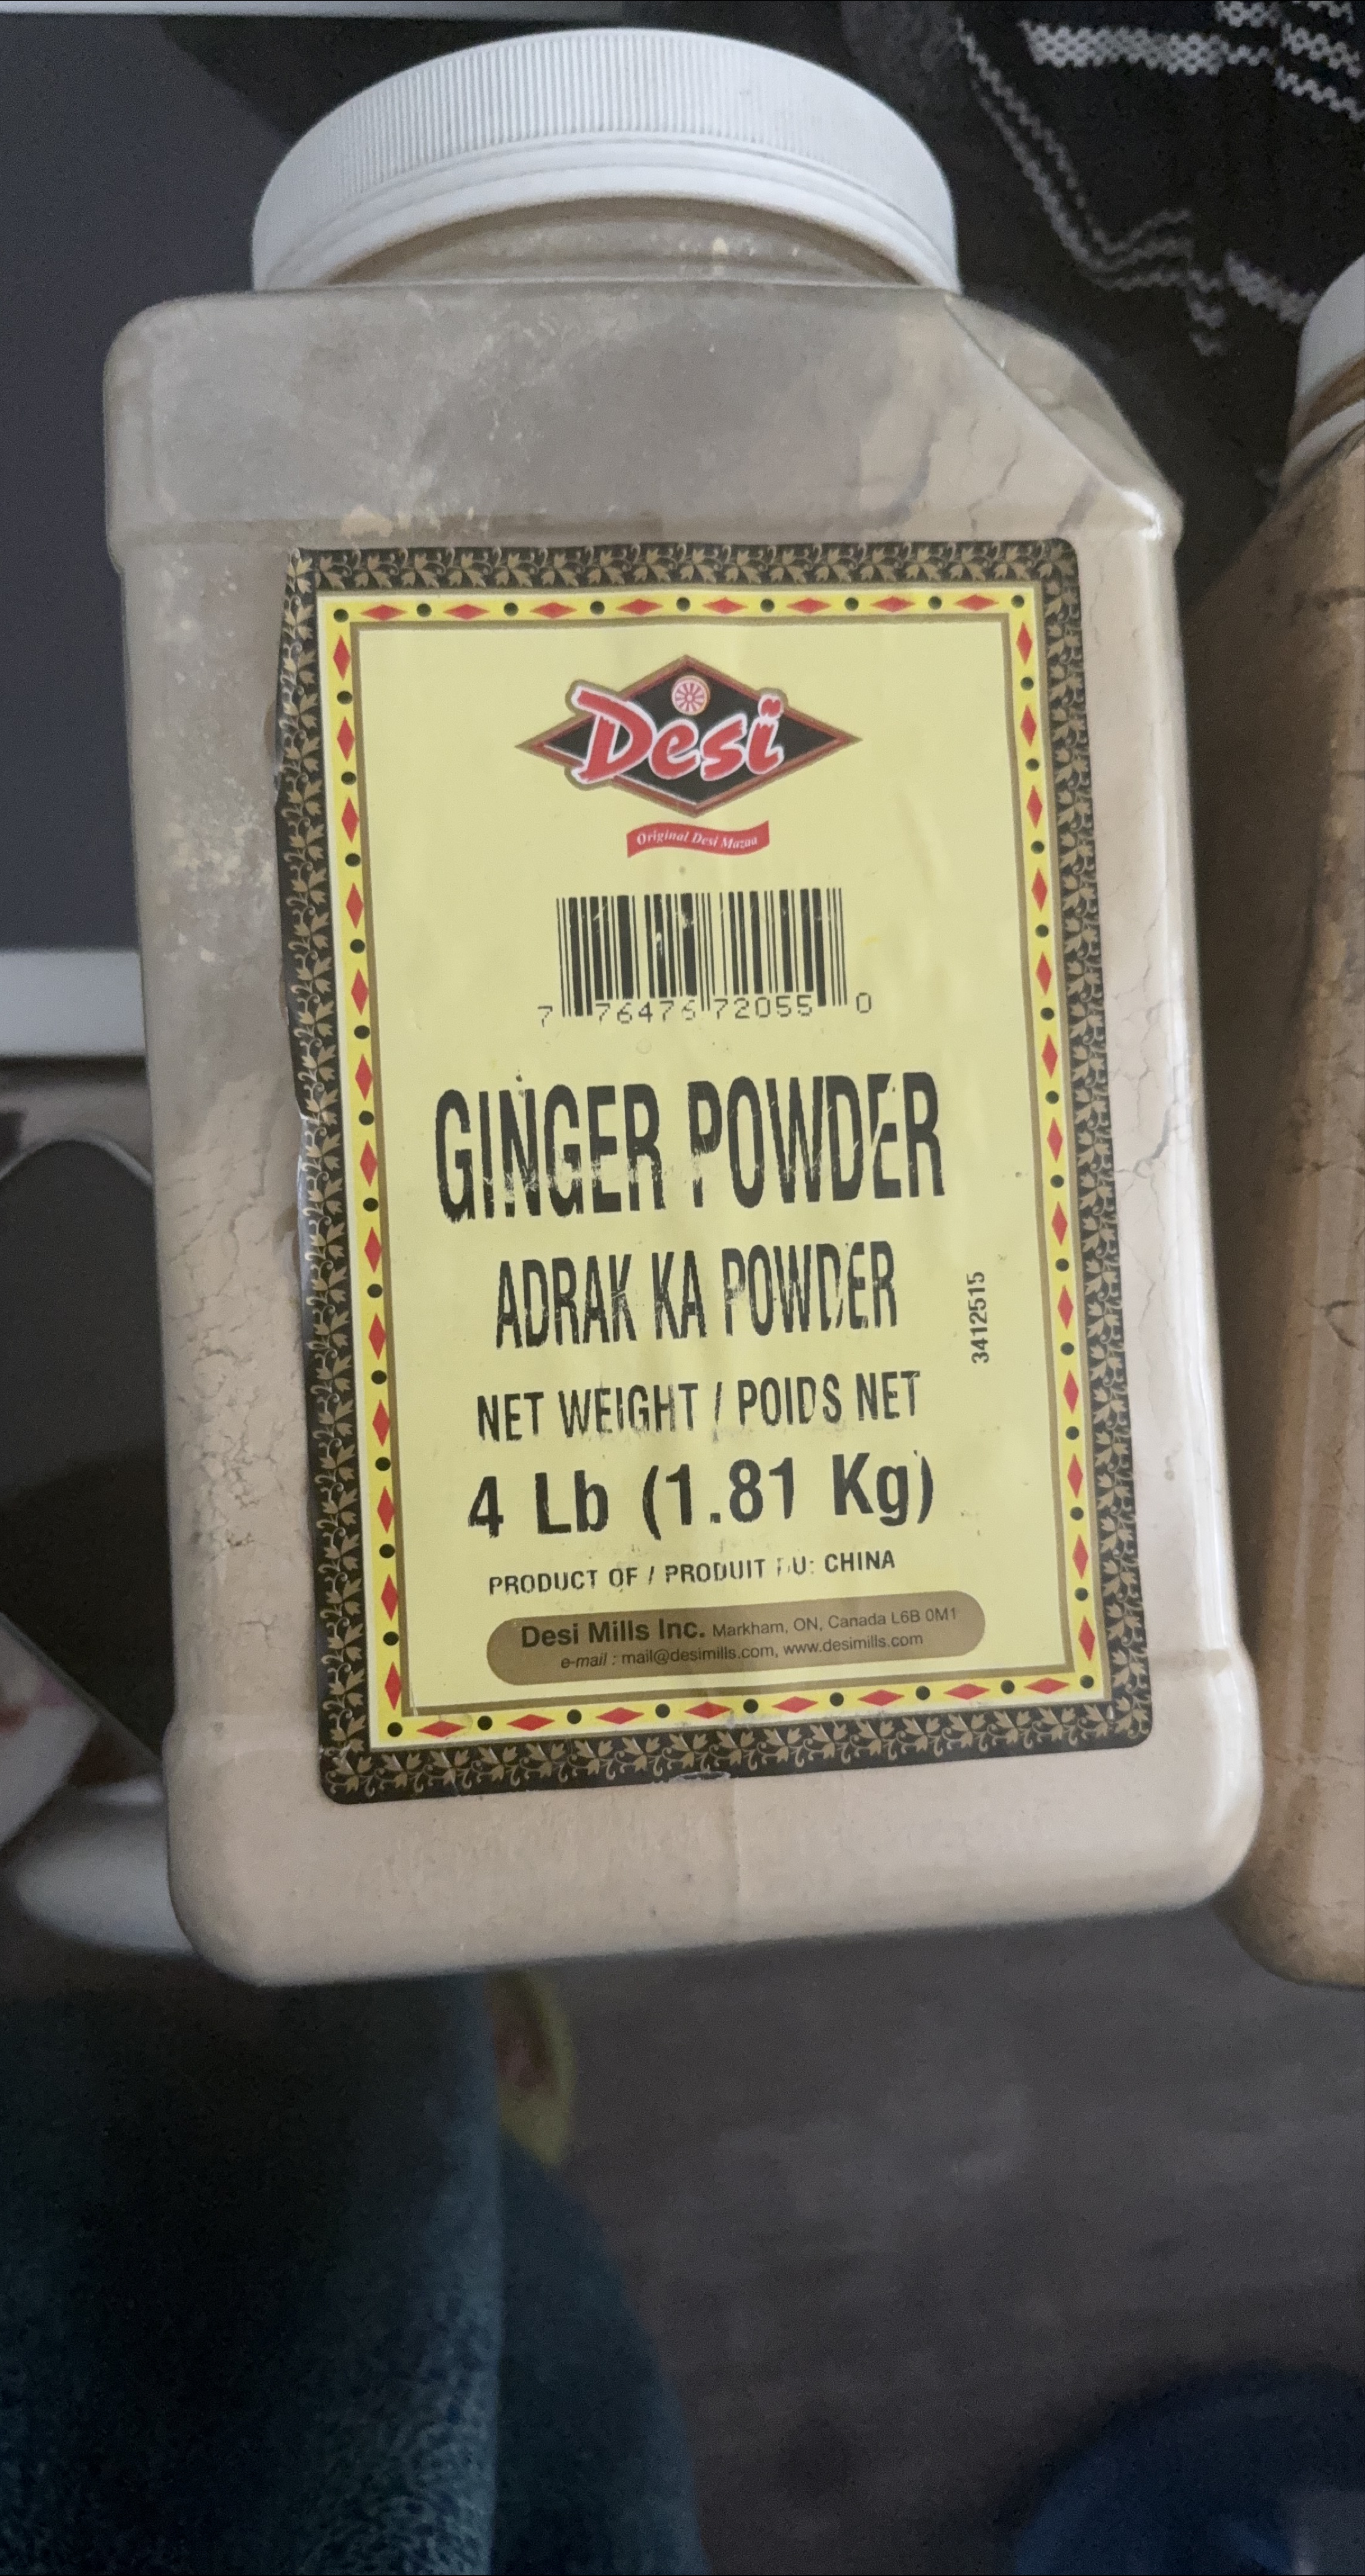 Desi
Original Desi Mazaa
7 76476 72055 0
GINGER POWDER
ADRAK KA POWDER
3412515
NET WEIGHT / POIDS NET
4 Lb (1.81 Kg)
PRODUCT OF / PRODUIT DU: CHINA
Desi Mills Inc. Markham, ON, Canada L6B 0M1
e-mail : mail@desimills.com, www.desimills.com